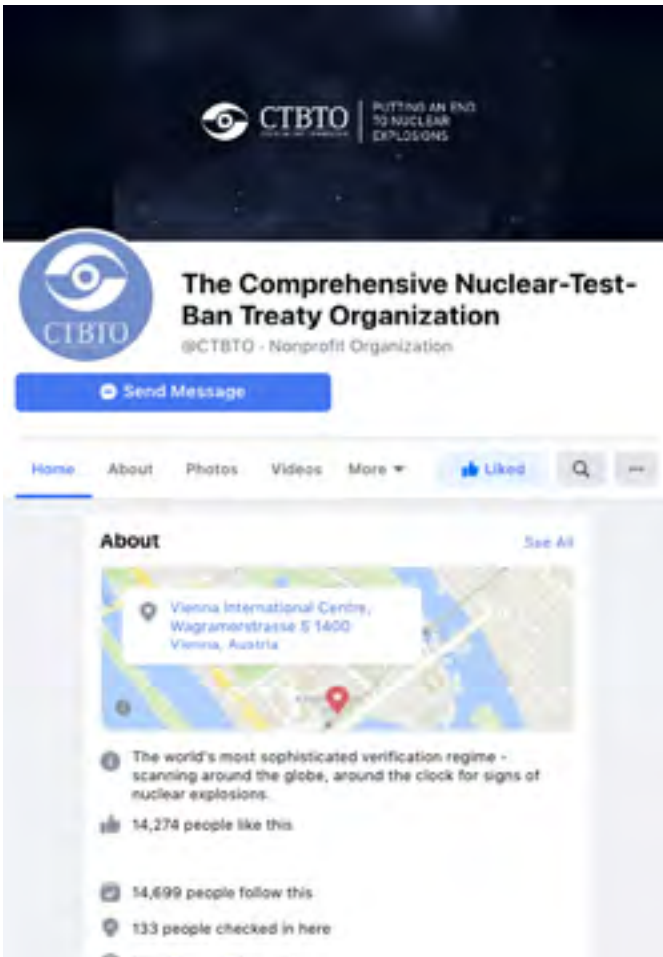 CTBTO
PUTTING AN END
TO NUCLEAR
EXPLOSIONS
CTBTO
The Comprehensive Nuclear-Test-
Ban Treaty Organization
@CTBTO · Nonprofit Organization
Send Message
Home About Photos Videos More Liked
About See All
Vienna International Centre,
Wagramerstrasse 5 1400
Vienna, Austria
The world's most sophisticated verification regime -
scanning around the globe, around the clock for signs of
nuclear explosions.
14,274 people like this
14,699 people follow this
133 people checked in here